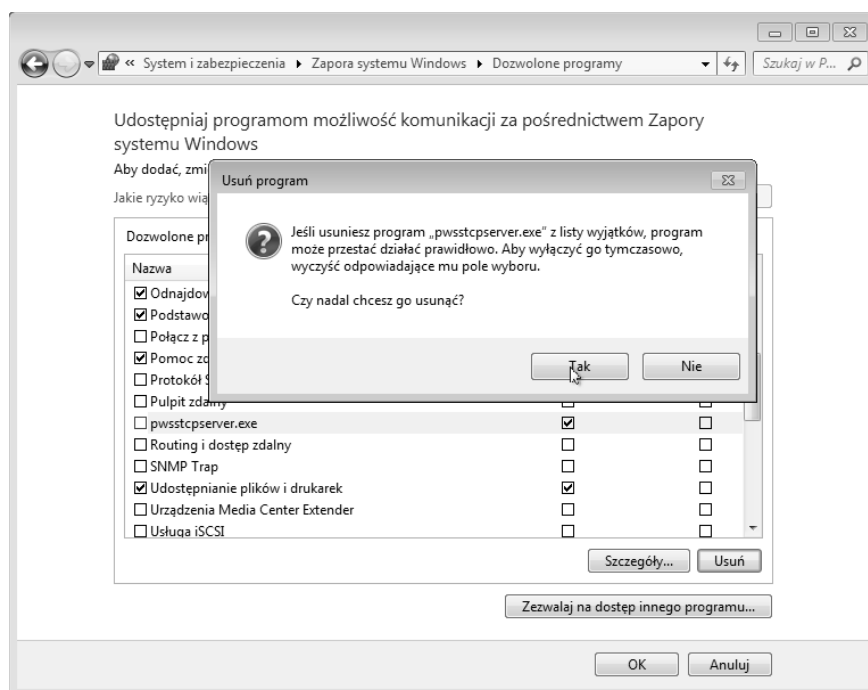 « System i zabezpieczenia ▸ Zapora systemu Windows ▸ Dozwolone programy
Szukaj w P...
Udostępniaj programom możliwość komunikacji za pośrednictwem Zapory
systemu Windows
Aby dodać, zmi
Jakie ryzyko wią
Usuń program
Jeśli usuniesz program „pwsstcpserver.exe” z listy wyjątków, program
może przestać działać prawidłowo. Aby wyłączyć go tymczasowo,
wyczyść odpowiadające mu pole wyboru.
Czy nadal chcesz go usunąć?
Tak
Nie
Dozwolone pr
Nazwa
Odnajdow
Podstawo
Połącz z p
Pomoc zd
Protokół S
Pulpit zdalny
pwsstcpserver.exe
Routing i dostęp zdalny
SNMP Trap
Udostępnianie plików i drukarek
Urządzenia Media Center Extender
Usługa iSCSI
Szczegóły...
Usuń
Zezwalaj na dostęp innego programu...
OK
Anuluj